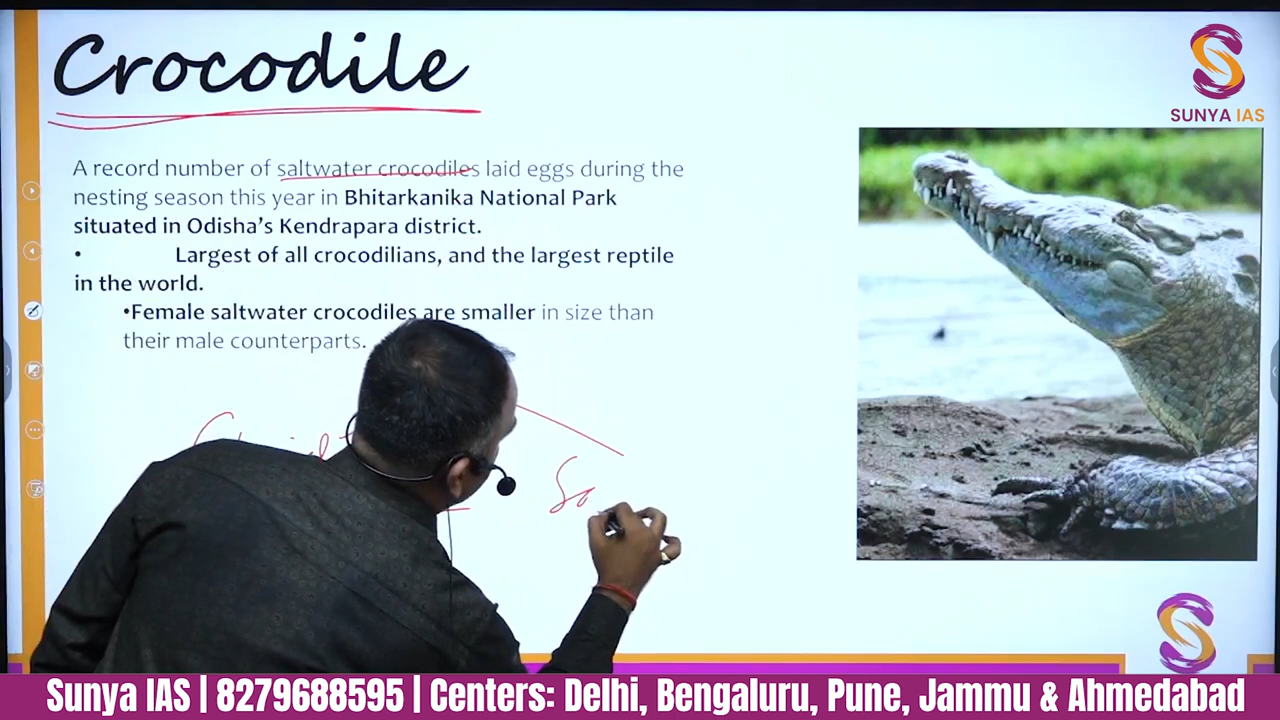 Crocodile
SUNYA IAS
A record number of saltwater crocodiles laid eggs during the
nesting season this year in Bhitarkanika National Park
situated in Odisha’s Kendrapara district.
• Largest of all crocodilians, and the largest reptile
in the world.
•Female saltwater crocodiles are smaller in size than
their male counterparts.
Sa
Sunya IAS | 8279688595 | Centers: Delhi, Bengaluru, Pune, Jammu & Ahmedabad